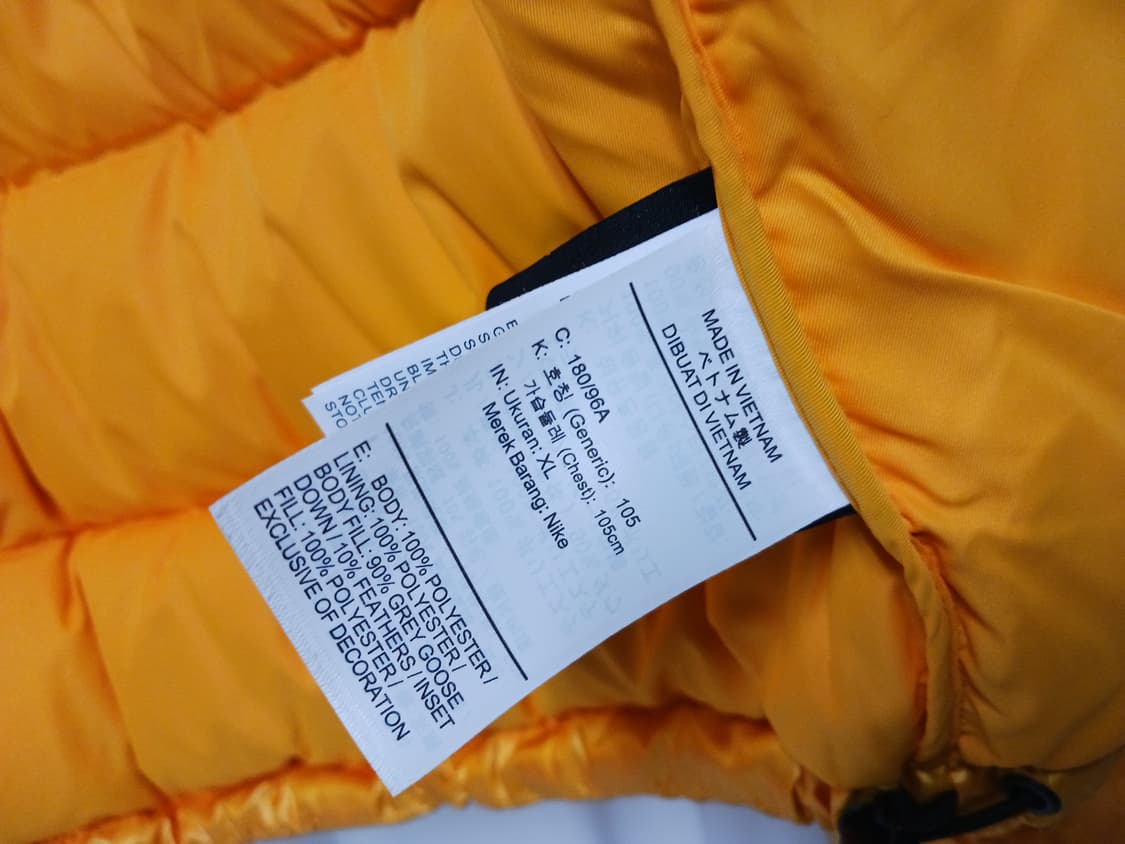 MADE IN VIETNAM
ベトナム製
DIBUAT DI VIETNAM
C: 180/96A
K: 호칭 (Generic): 105
가슴둘레 (Chest): 105cm
IN: Ukuran: XL
Merek Barang: Nike
E: BODY: 100% POLYESTER /
LINING: 100% POLYESTER /
BODY FILL: 90% GREY GOOSE
DOWN / 10% FEATHERS / INSET
FILL: 100% POLYESTER /
EXCLUSIVE OF DECORATION